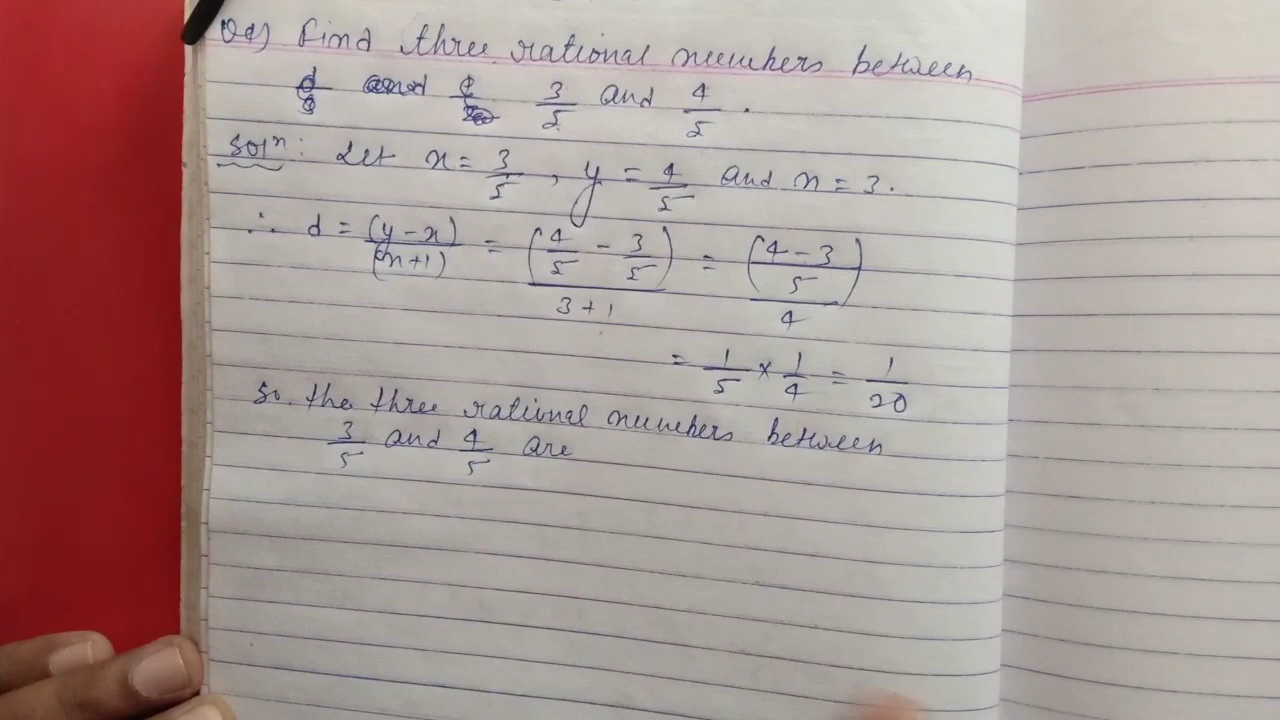 Q4) Find three rational numbers between
3/5 and 4/5 .
Solⁿ : Let x = 3/5 , y = 4/5 and n = 3.
∴ d = (y - x)/(n+1) = (4/5 - 3/5)/(3+1) = ((4-3)/5)/4
= 1/5 × 1/4 = 1/20
So the three rational numbers between
3/5 and 4/5 are